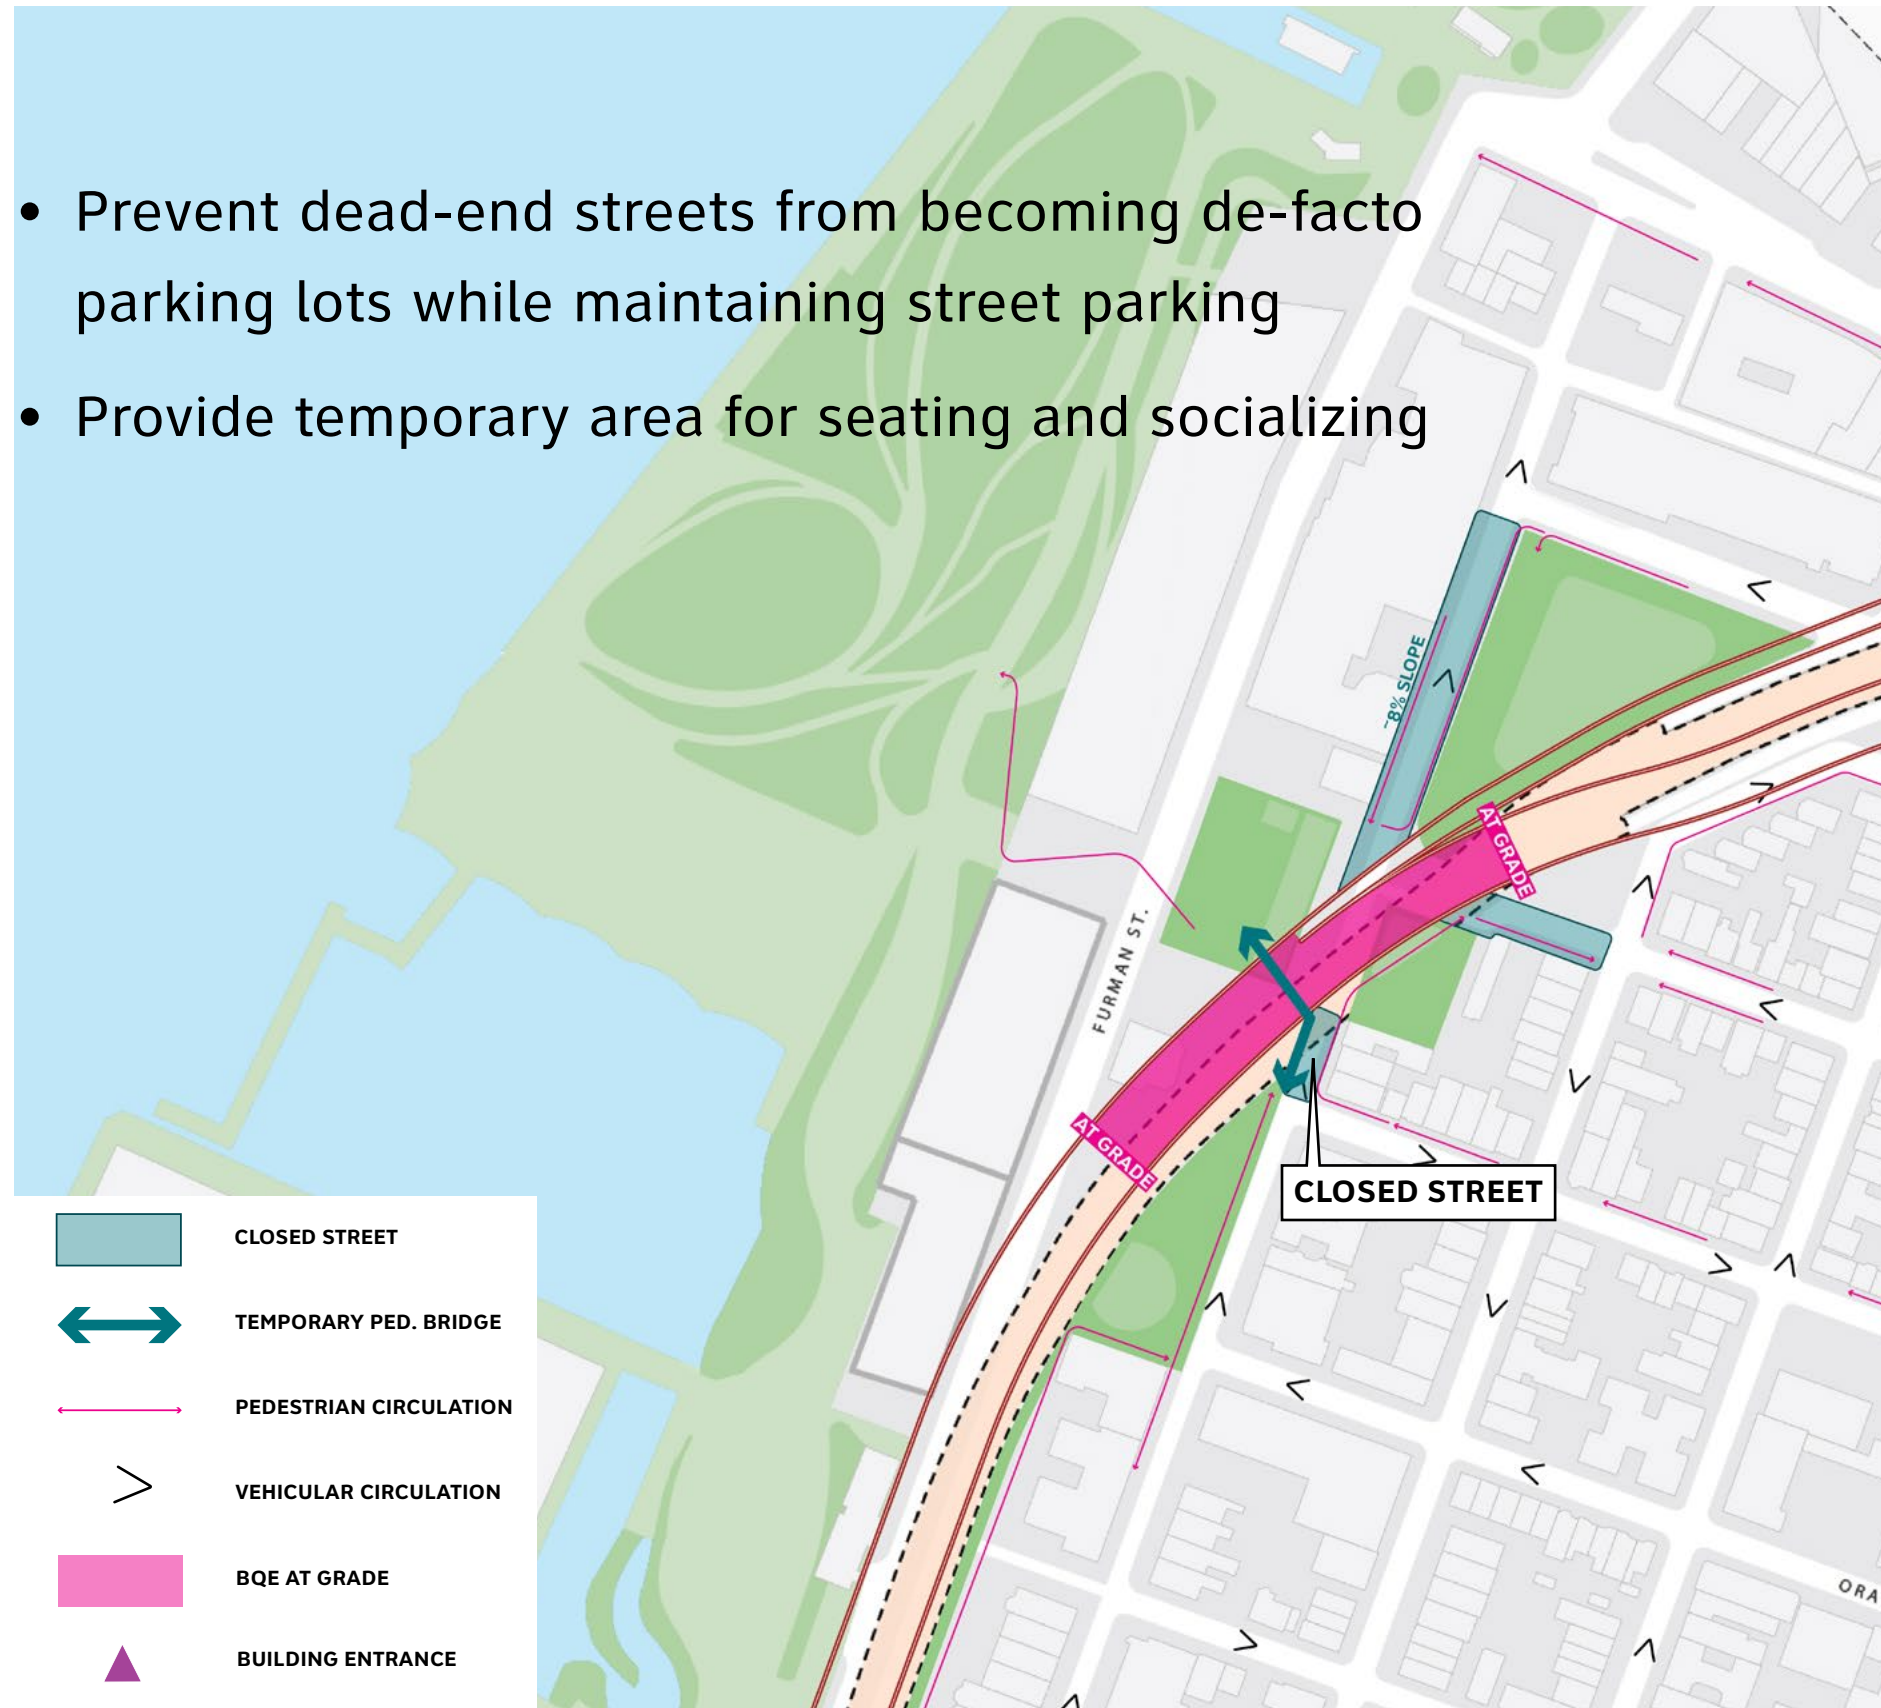 • Prevent dead-end streets from becoming de-facto
parking lots while maintaining street parking
• Provide temporary area for seating and socializing
~8% SLOPE
AT GRADE
FURMAN ST.
AT GRADE
CLOSED STREET
ORA
CLOSED STREET
TEMPORARY PED. BRIDGE
PEDESTRIAN CIRCULATION
VEHICULAR CIRCULATION
BQE AT GRADE
BUILDING ENTRANCE